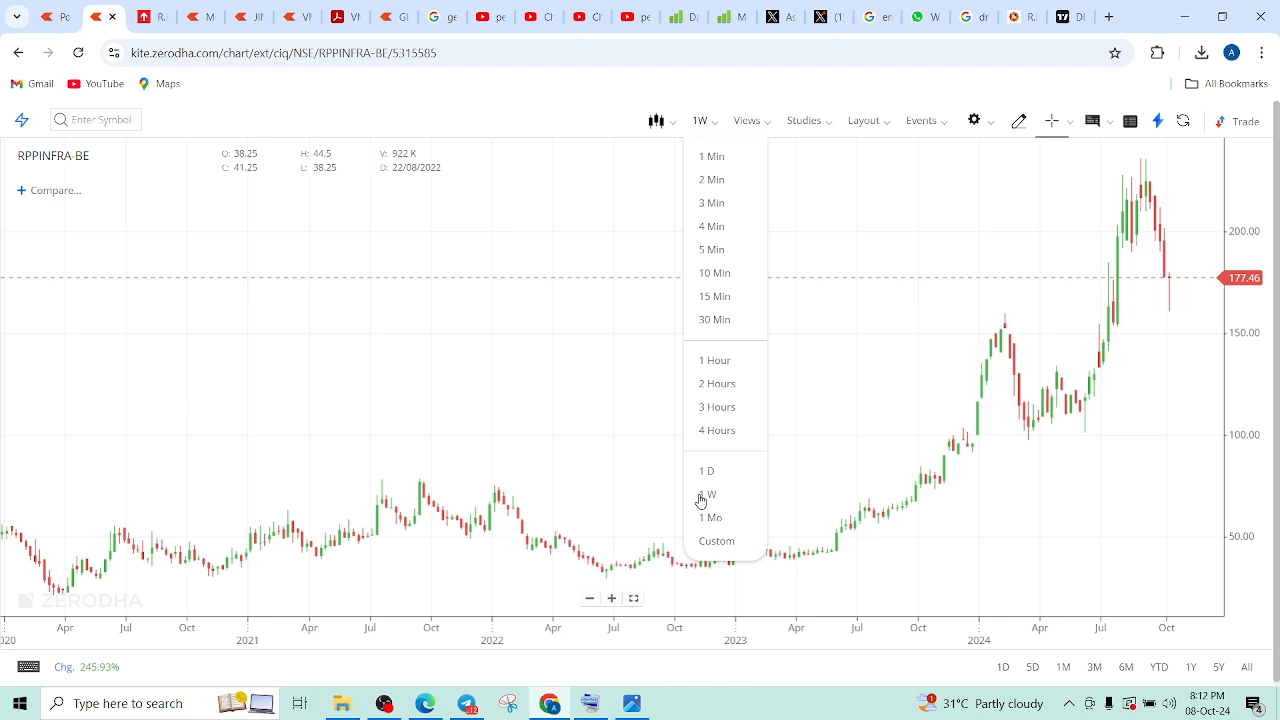 kite.zerodha.com/chart/ext/ciq/NSE/RPPINFRA-BE/5315585
A
Gmail YouTube Maps All Bookmarks
Enter Symbol 1W Views Studies Layout Events Trade
RPPINFRA-BE O: 38.25 H: 44.5 V: 922 K
C: 41.25 L: 38.25 D: 22/08/2022
+ Compare...
1 Min
2 Min
3 Min
4 Min
5 Min
10 Min
15 Min
30 Min
1 Hour
2 Hours
3 Hours
4 Hours
1 D
W
1 Mo
Custom
200.00
177.46
150.00
100.00
50.00
ZERODHA
Apr Jul Oct Apr Jul Oct Apr Jul Oct Apr Jul Oct Apr Jul Oct
2021 2022 2023 2024
Chg. 245.93% 1D 5D 1M 3M 6M YTD 1Y 5Y All
Type here to search 31°C Partly cloudy 8:12 PM
08-Oct-24